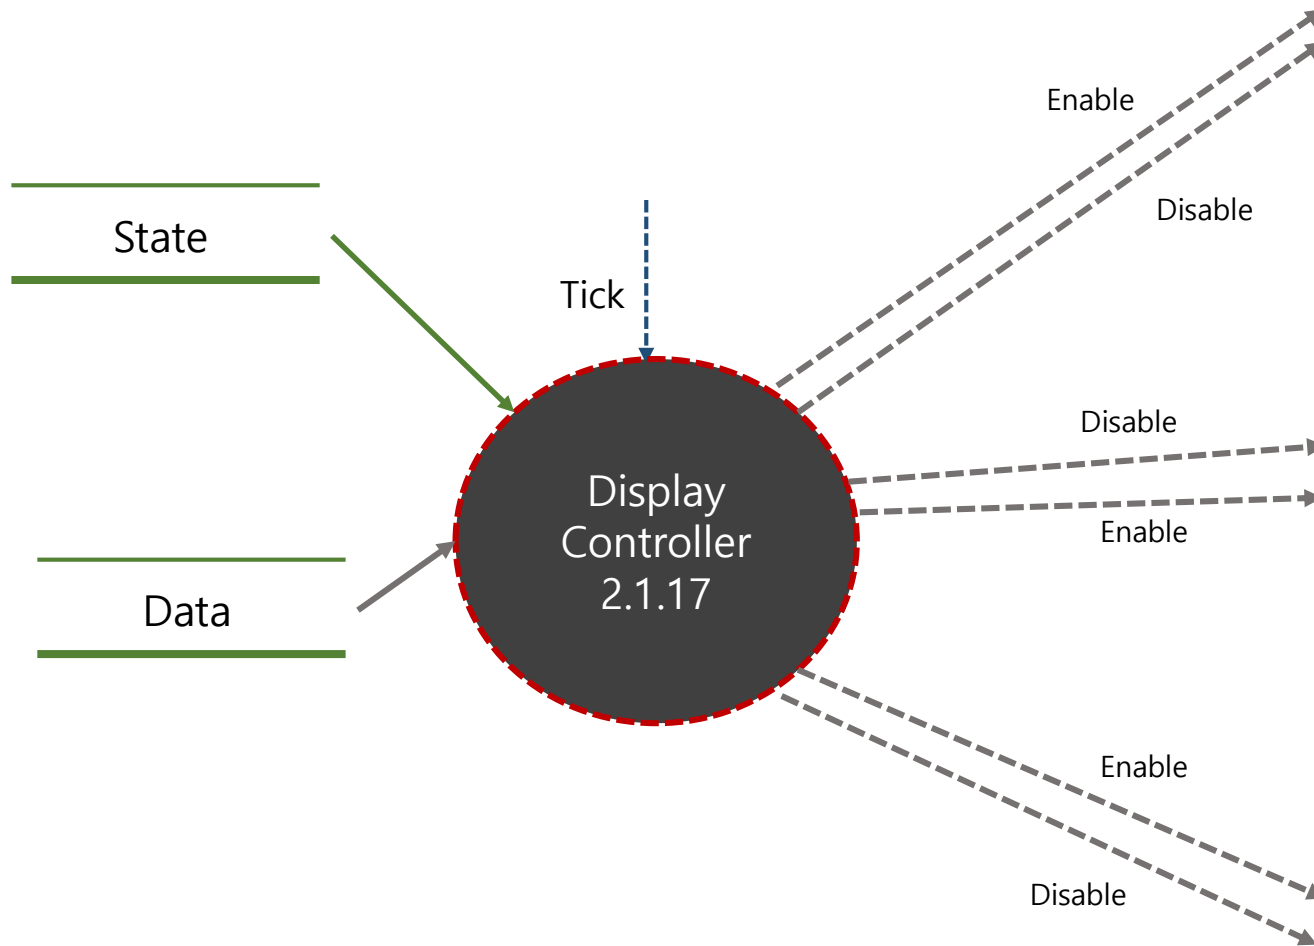 Enable
Disable
State
Tick
Disable
Display
Controller
2.1.17
Enable
Data
Enable
Disable